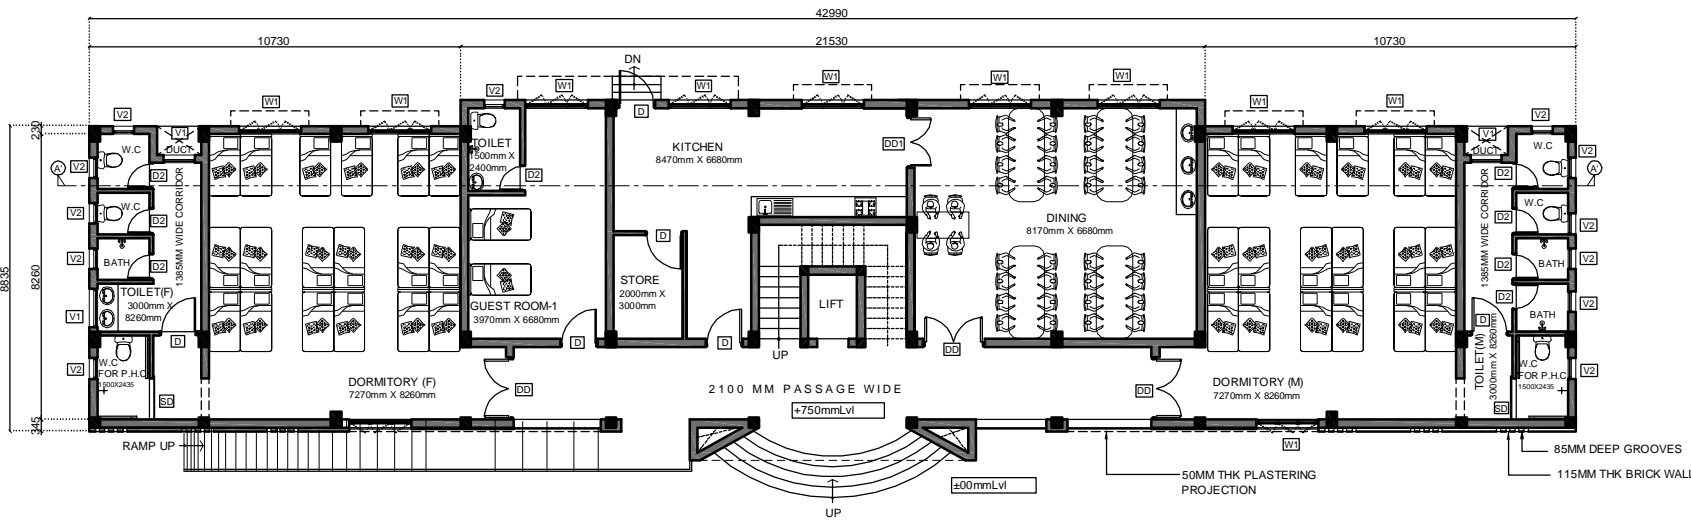 42990
10730
21530
10730
DN
W1
W1
W1
W1
W1
W1
W1
W1
W1
V2
V2
V2
V2
230
8835
8260
345
A'
A'
V1
DUCT
W.C
V2
D2
W.C
V2
D2
BATH
V2
D2
1385MM WIDE CORRIDOR
TOILET(F)
3000mm X
8260mm
V1
D
W.C
FOR P.H.C
1500X2435
V2
SD
RAMP UP
DORMITORY (F)
7270mm X 8260mm
DD
TOILET
1500mm X
2400mm
D2
GUEST ROOM-1
3970mm X 6680mm
D
D
KITCHEN
8470mm X 6680mm
STORE
2000mm X
3000mm
D
D
LIFT
UP
DD1
DINING
8170mm X 6680mm
DD
2100 MM PASSAGE WIDE
+750mmLvl
±00mmLvl
UP
DD
DORMITORY (M)
7270mm X 8260mm
W1
V1
DUCT
W.C
V2
D2
W.C
V2
D2
BATH
V2
D2
BATH
V2
D2
1385MM WIDE CORRIDOR
D
TOILET(M)
3000mm X 8260mm
W.C
FOR P.H.C
1500X2435
V2
SD
50MM THK PLASTERING
PROJECTION
85MM DEEP GROOVES
115MM THK BRICK WALL